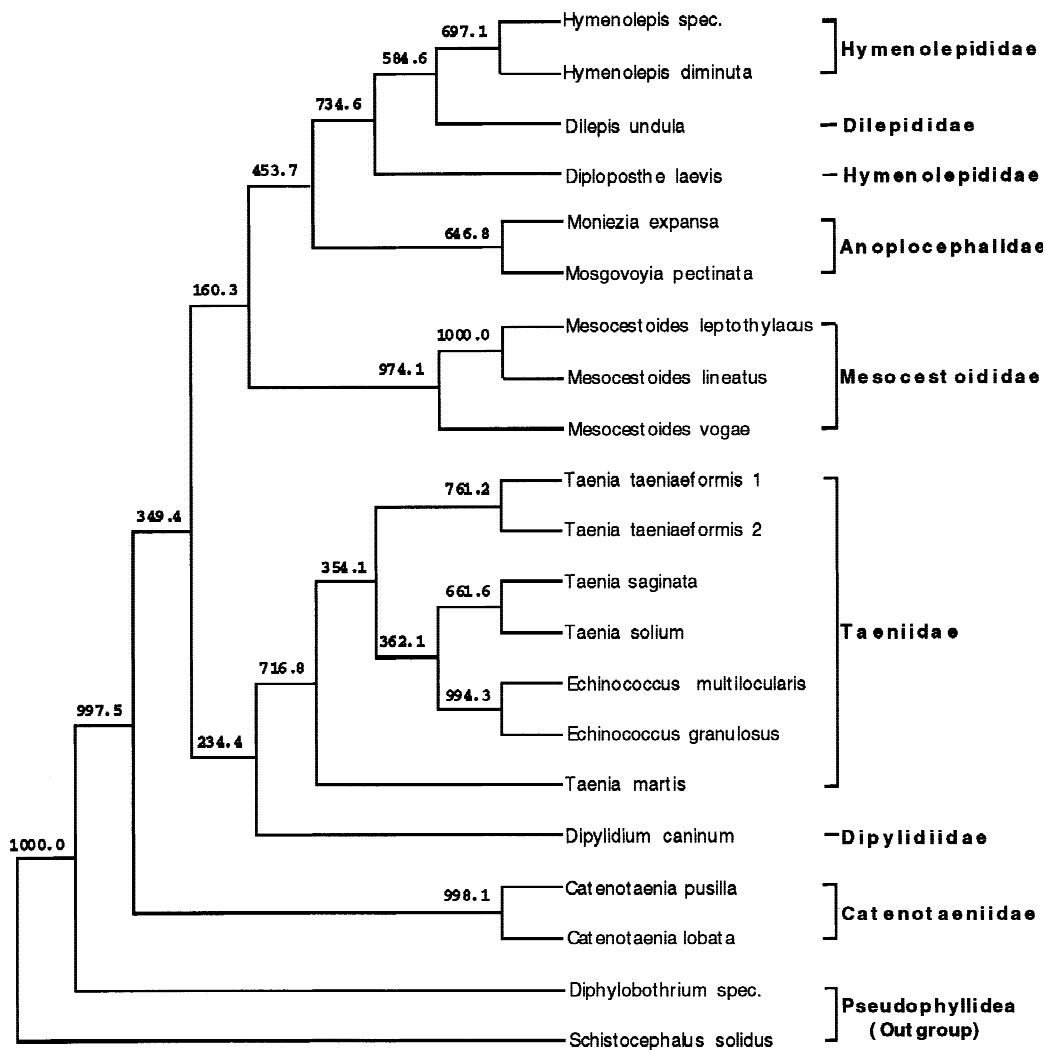 Hymenolepis spec.
697.1
Hymenolepididae
584.6
Hymenolepis diminuta
734.6
Dilepis undula
Dilepididae
453.7
Diploposthe laevis
Hymenolepididae
Moniezia expansa
646.8
Anoplocephalidae
Mosgovoyia pectinata
160.3
Mesocestoides leptothylacus
1000.0
974.1
Mesocestoides lineatus
Mesocestoididae
Mesocestoides vogae
Taenia taeniaeformis 1
761.2
349.4
Taenia taeniaeformis 2
354.1
Taenia saginata
661.6
Taenia solium
Taeniidae
362.1
716.8
Echinococcus multilocularis
994.3
997.5
Echinococcus granulosus
234.4
Taenia martis
Dipylidium caninum
Dipylidiidae
1000.0
Catenotaenia pusilla
998.1
Catenotaeniidae
Catenotaenia lobata
Diphylobothrium spec.
Pseudophyllidea
(Outgroup)
Schistocephalus solidus